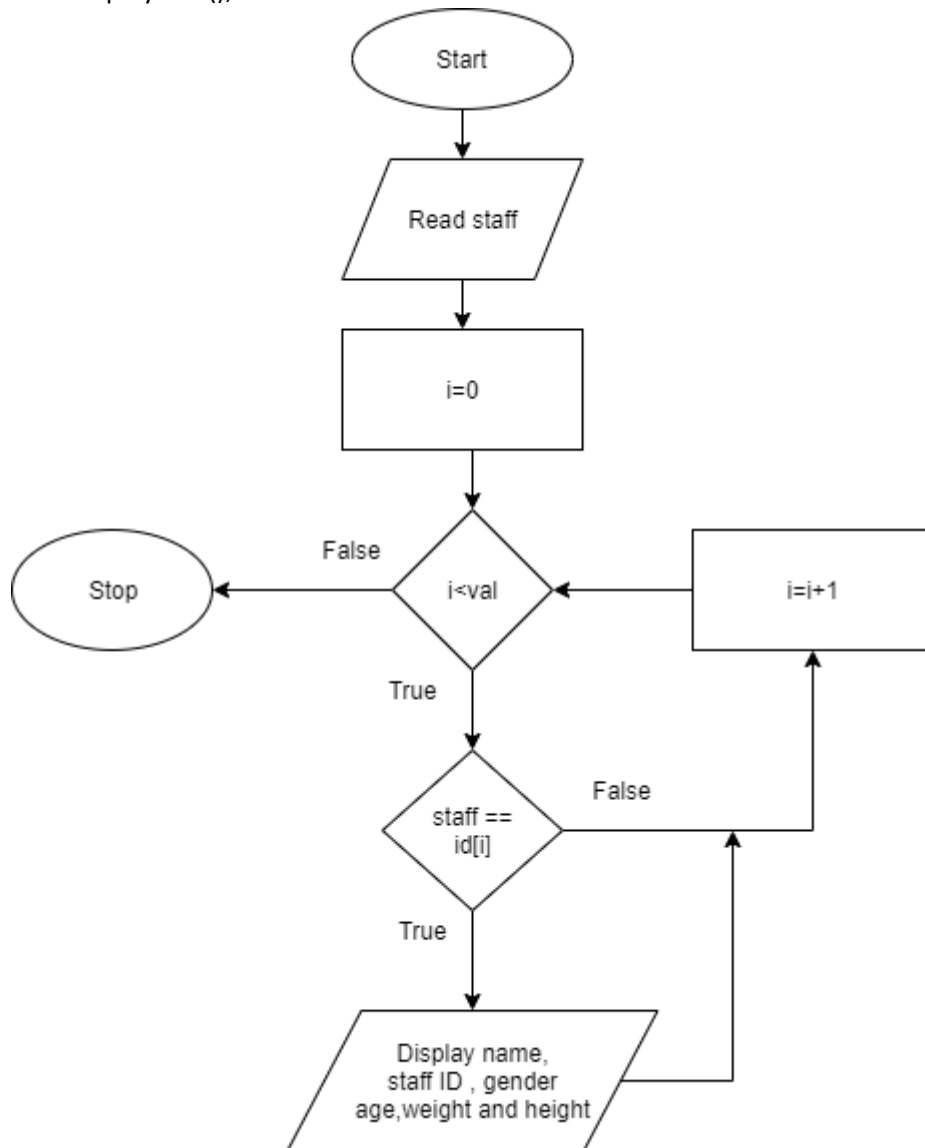 Start
Read staff
i=0
False
Stop
i<val
i=i+1
True
staff ==
id[i]
False
True
Display name,
staff ID , gender
age,weight and height